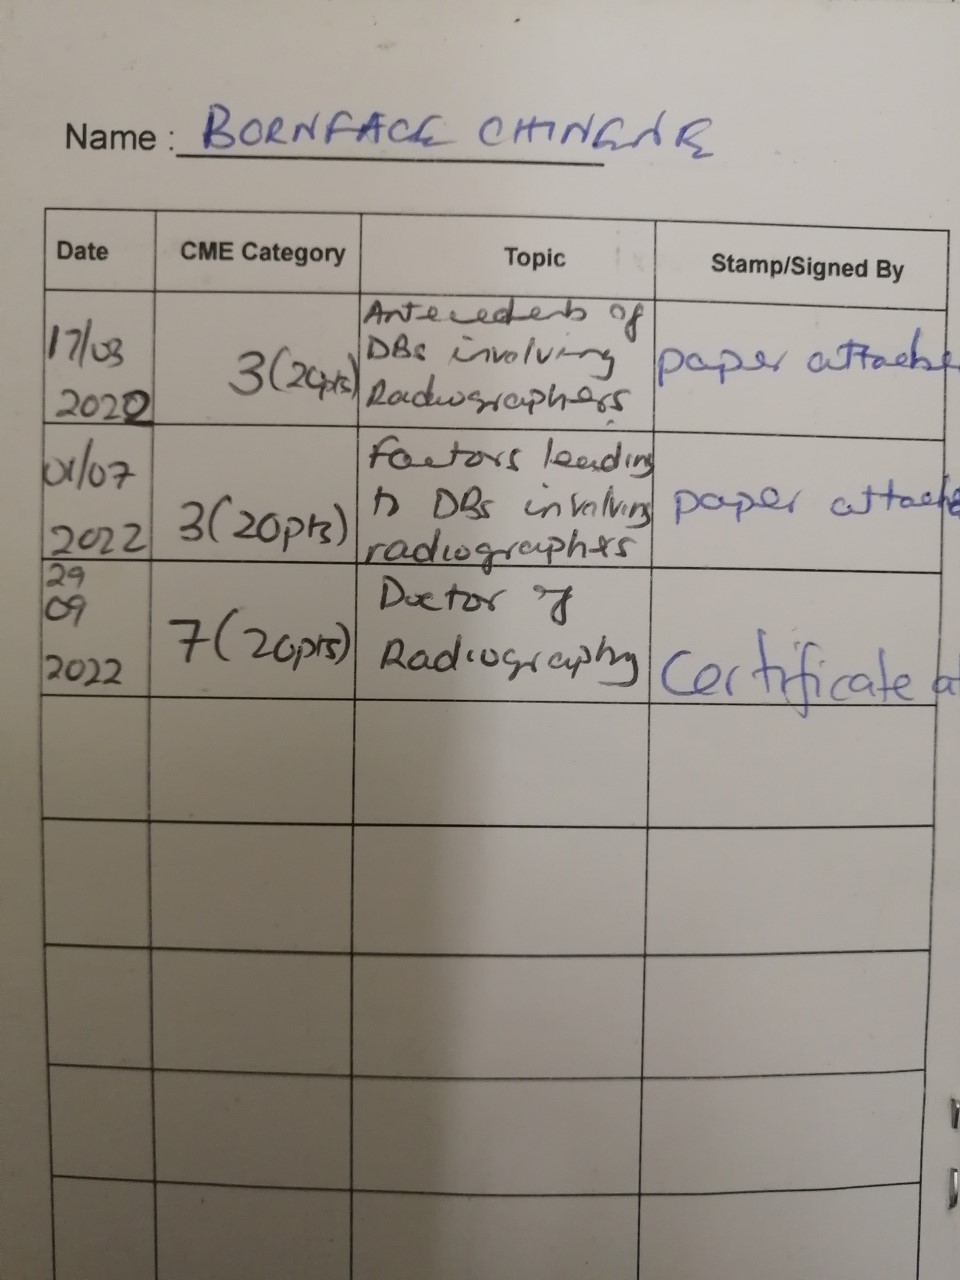 Name : BORNFACE CHINENE
Date CME Category Topic Stamp/Signed By
17/03
2020
3(20pts)
Antecedents of
DBs involving
Radiographers
paper attache
01/07
2022
3(20pts)
Factors leading
to DBs involving
radiographers
paper attache
29
09
2022
7(20pts)
Doctor of
Radiography
Certificate at